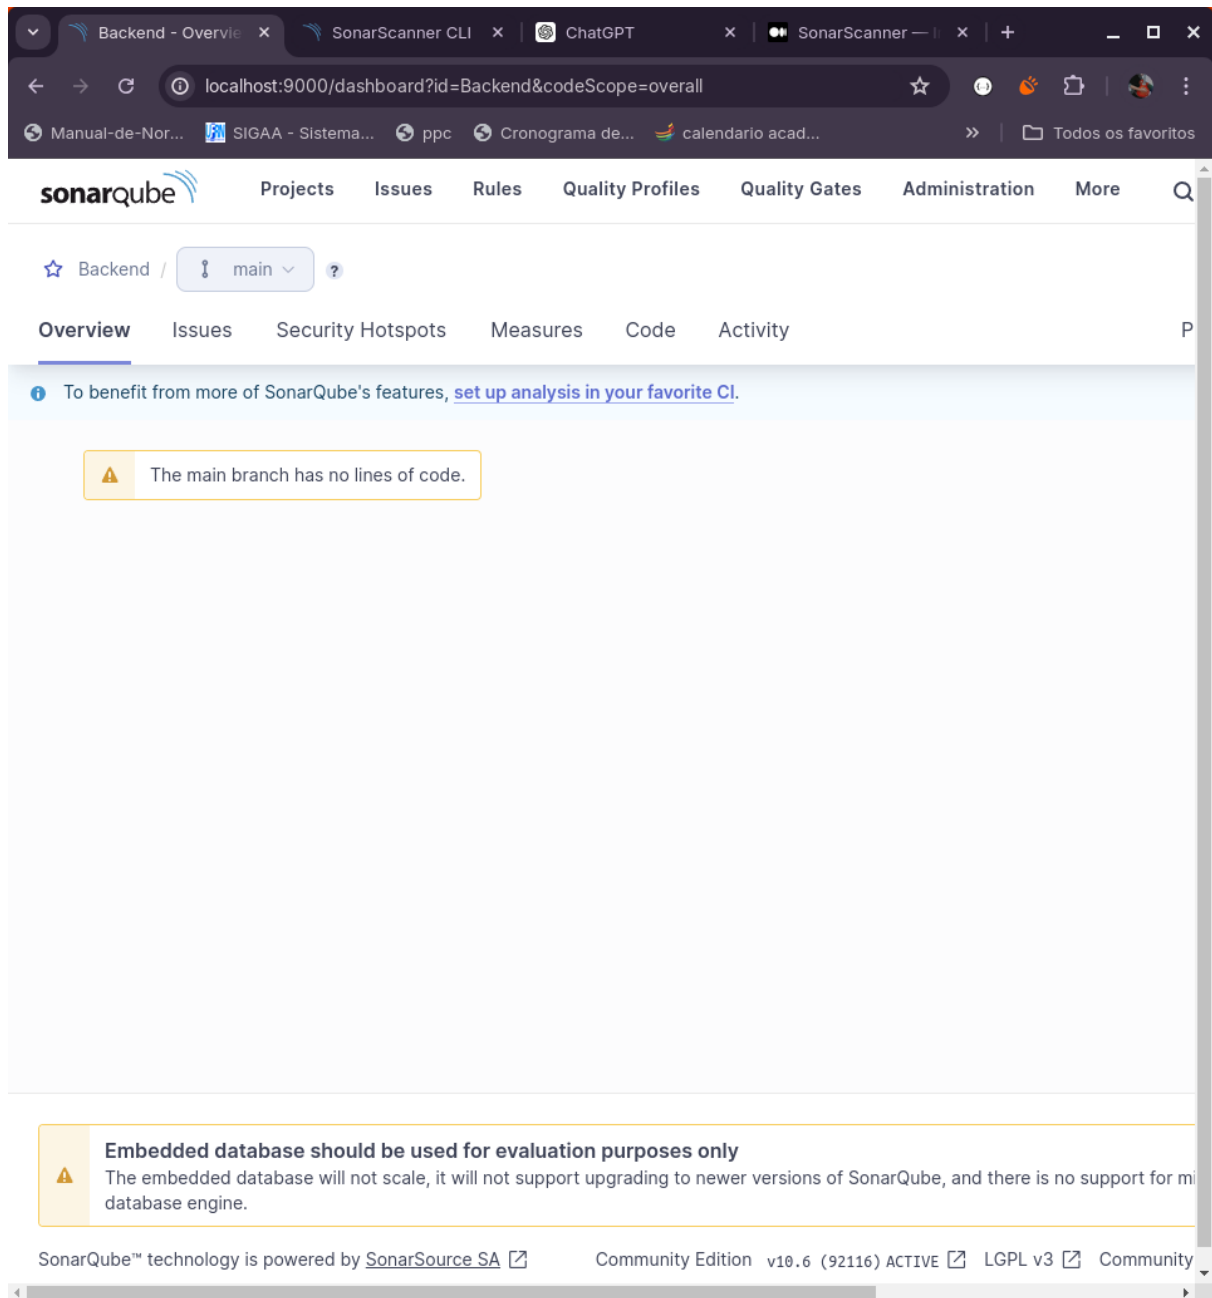 Backend - Overvie
SonarScanner CLI
ChatGPT
SonarScanner — I
localhost:9000/dashboard?id=Backend&codeScope=overall
Manual-de-Nor...
SIGAA - Sistema...
ppc
Cronograma de...
calendario acad...
Todos os favoritos
sonarqube
Projects
Issues
Rules
Quality Profiles
Quality Gates
Administration
More
Backend / main ?
Overview
Issues
Security Hotspots
Measures
Code
Activity
P
To benefit from more of SonarQube's features, set up analysis in your favorite CI.
The main branch has no lines of code.
Embedded database should be used for evaluation purposes only
The embedded database will not scale, it will not support upgrading to newer versions of SonarQube, and there is no support for mi
database engine.
SonarQube™ technology is powered by SonarSource SA
Community Edition
v10.6 (92116) ACTIVE
LGPL v3
Community